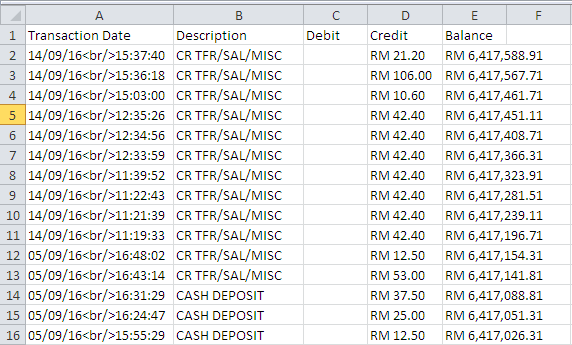 A B C D E F
1 Transaction Date Description Debit Credit Balance
2 14/09/16<br/>15:37:40 CR TFR/SAL/MISC RM 21.20 RM 6,417,588.91
3 14/09/16<br/>15:36:18 CR TFR/SAL/MISC RM 106.00 RM 6,417,567.71
4 14/09/16<br/>15:03:00 CR TFR/SAL/MISC RM 10.60 RM 6,417,461.71
5 14/09/16<br/>12:35:26 CR TFR/SAL/MISC RM 42.40 RM 6,417,451.11
6 14/09/16<br/>12:34:56 CR TFR/SAL/MISC RM 42.40 RM 6,417,408.71
7 14/09/16<br/>12:33:59 CR TFR/SAL/MISC RM 42.40 RM 6,417,366.31
8 14/09/16<br/>11:39:52 CR TFR/SAL/MISC RM 42.40 RM 6,417,323.91
9 14/09/16<br/>11:22:43 CR TFR/SAL/MISC RM 42.40 RM 6,417,281.51
10 14/09/16<br/>11:21:39 CR TFR/SAL/MISC RM 42.40 RM 6,417,239.11
11 14/09/16<br/>11:19:33 CR TFR/SAL/MISC RM 42.40 RM 6,417,196.71
12 05/09/16<br/>16:48:02 CR TFR/SAL/MISC RM 12.50 RM 6,417,154.31
13 05/09/16<br/>16:43:14 CR TFR/SAL/MISC RM 53.00 RM 6,417,141.81
14 05/09/16<br/>16:31:29 CASH DEPOSIT RM 37.50 RM 6,417,088.81
15 05/09/16<br/>16:24:47 CASH DEPOSIT RM 25.00 RM 6,417,051.31
16 05/09/16<br/>15:55:29 CASH DEPOSIT RM 12.50 RM 6,417,026.31